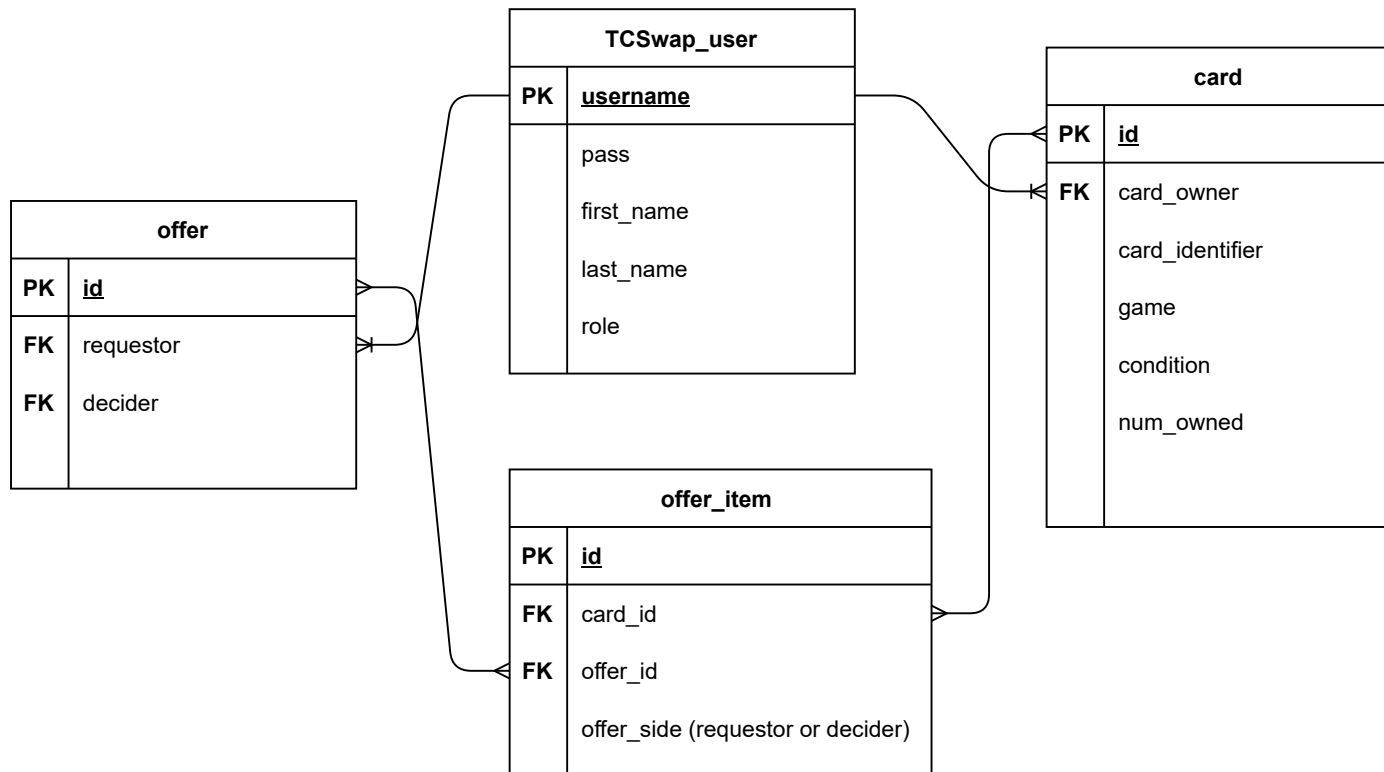 TCSwap_user
PK username
pass
first_name
last_name
role
card
PK id
FK card_owner
card_identifier
game
condition
num_owned
offer
PK id
FK requestor
FK decider
offer_item
PK id
FK card_id
FK offer_id
offer_side (requestor or decider)